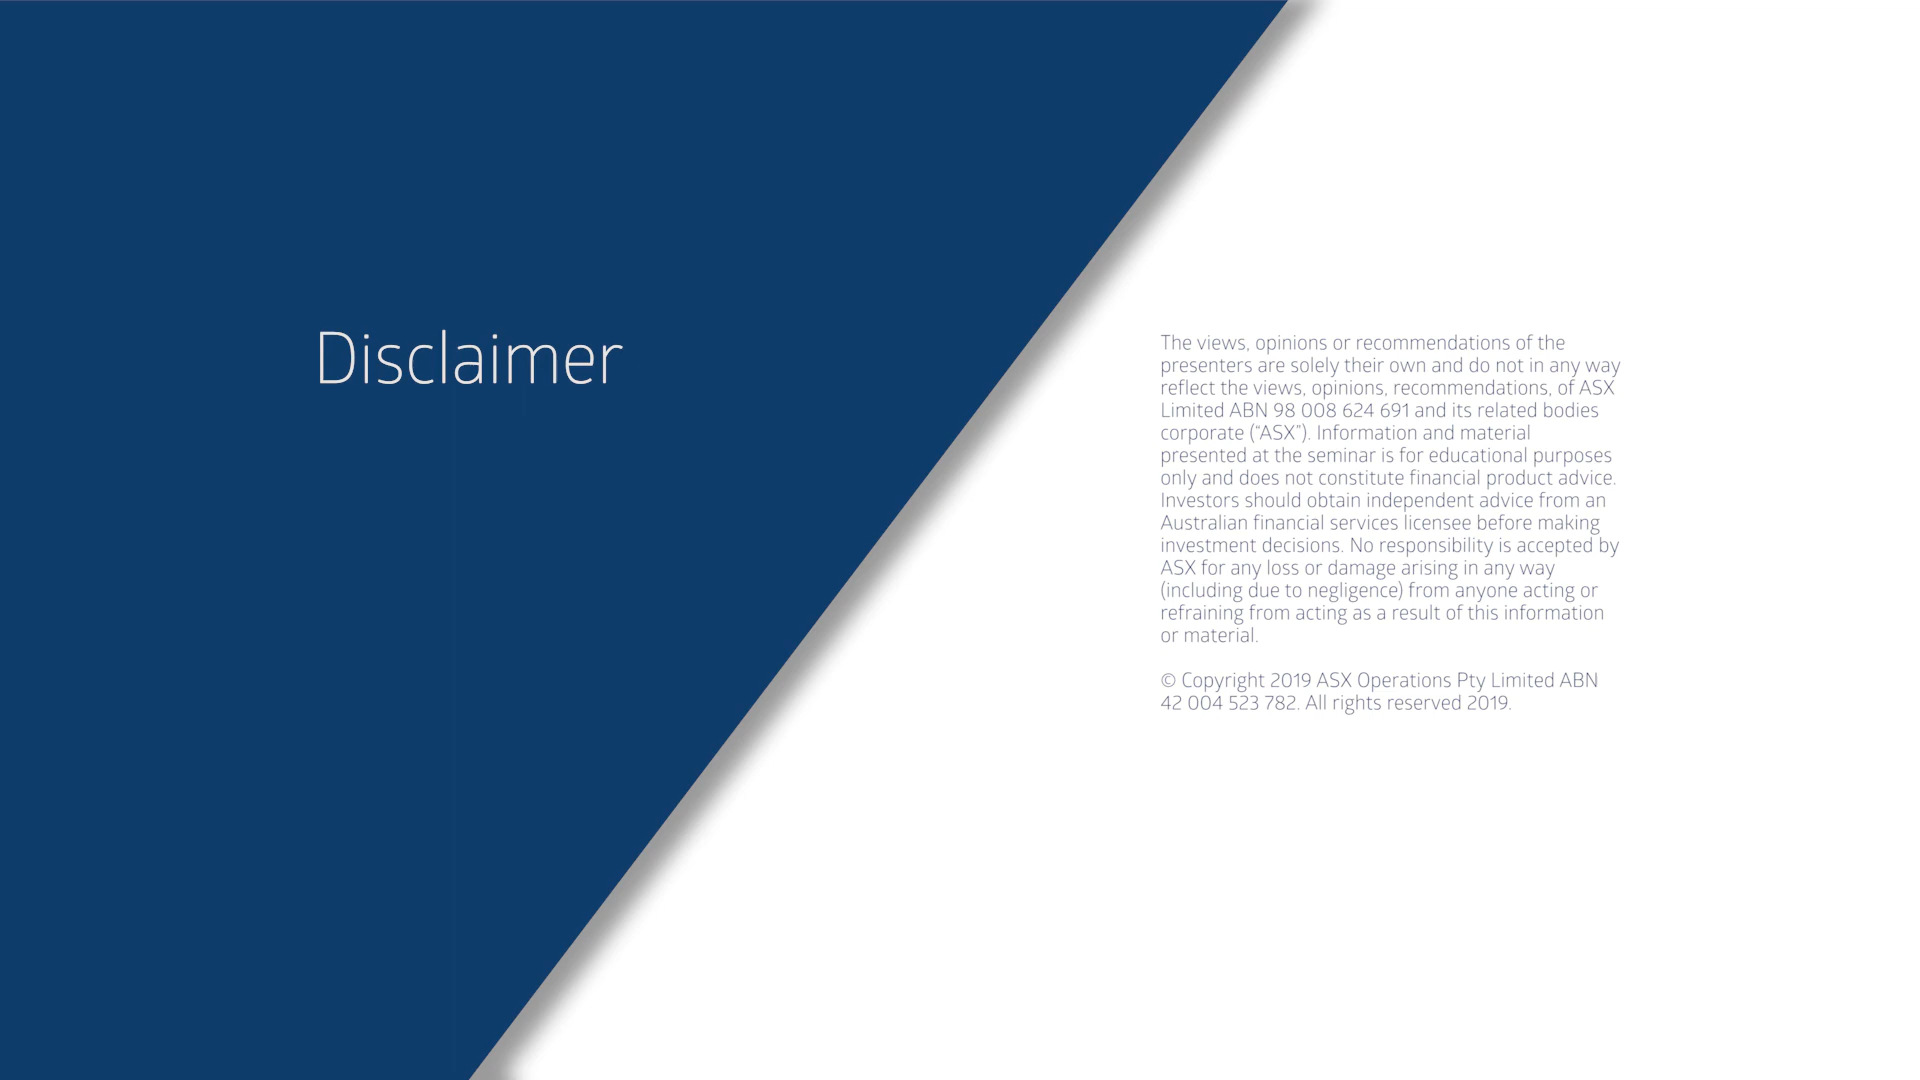 Disclaimer
The views, opinions or recommendations of the
presenters are solely their own and do not in any way
reflect the views, opinions, recommendations, of ASX
Limited ABN 98 008 624 691 and its related bodies
corporate (“ASX”). Information and material
presented at the seminar is for educational purposes
only and does not constitute financial product advice.
Investors should obtain independent advice from an
Australian financial services licensee before making
investment decisions. No responsibility is accepted by
ASX for any loss or damage arising in any way
(including due to negligence) from anyone acting or
refraining from acting as a result of this information
or material.
© Copyright 2019 ASX Operations Pty Limited ABN
42 004 523 782. All rights reserved 2019.